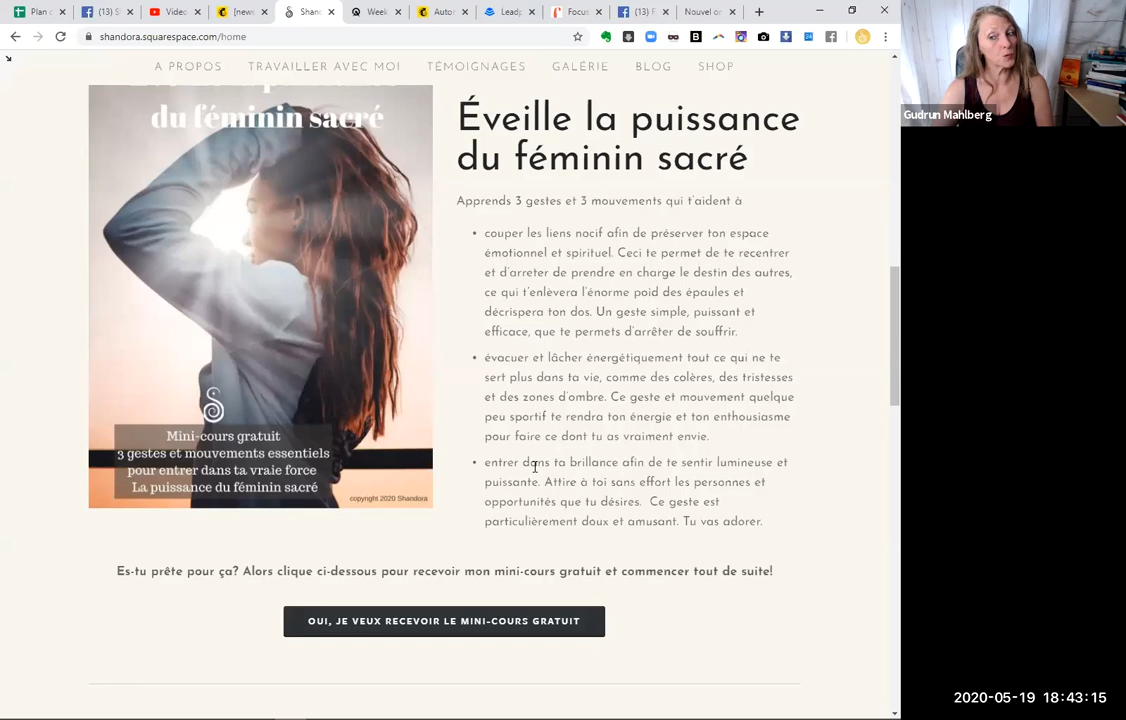 Plan c
(13) S
Video
[new
Shan
Week
Autor
Leadp
Focus
(13) F
Nouvel on
shandora.squarespace.com/home
A PROPOS TRAVAILLER AVEC MOI TÉMOIGNAGES GALÉRIE BLOG SHOP
du féminin sacré
Mini-cours gratuit
3 gestes et mouvements essentiels
pour entrer dans ta vraie force
La puissance du féminin sacré
copyright 2020 Shandora
Éveille la puissance
du féminin sacré
Apprends 3 gestes et 3 mouvements qui t'aident à
• couper les liens nocif afin de préserver ton espace
émotionnel et spirituel. Ceci te permet de te recentrer
et d'arreter de prendre en charge le destin des autres,
ce qui t'enlèvera l'énorme poid des épaules et
décrispera ton dos. Un geste simple, puissant et
efficace, que te permets d'arrêter de souffrir.
• évacuer et lâcher énergétiquement tout ce qui ne te
sert plus dans ta vie, comme des colères, des tristesses
et des zones d'ombre. Ce geste et mouvement quelque
peu sportif te rendra ton énergie et ton enthousiasme
pour faire ce dont tu as vraiment envie.
• entrer dans ta brillance afin de te sentir lumineuse et
puissante. Attire à toi sans effort les personnes et
opportunités que tu désires. Ce geste est
particulièrement doux et amusant. Tu vas adorer.
Es-tu prête pour ça? Alors clique ci-dessous pour recevoir mon mini-cours gratuit et commencer tout de suite!
OUI, JE VEUX RECEVOIR LE MINI-COURS GRATUIT
Gudrun Mahlberg
2020-05-19 18:43:15